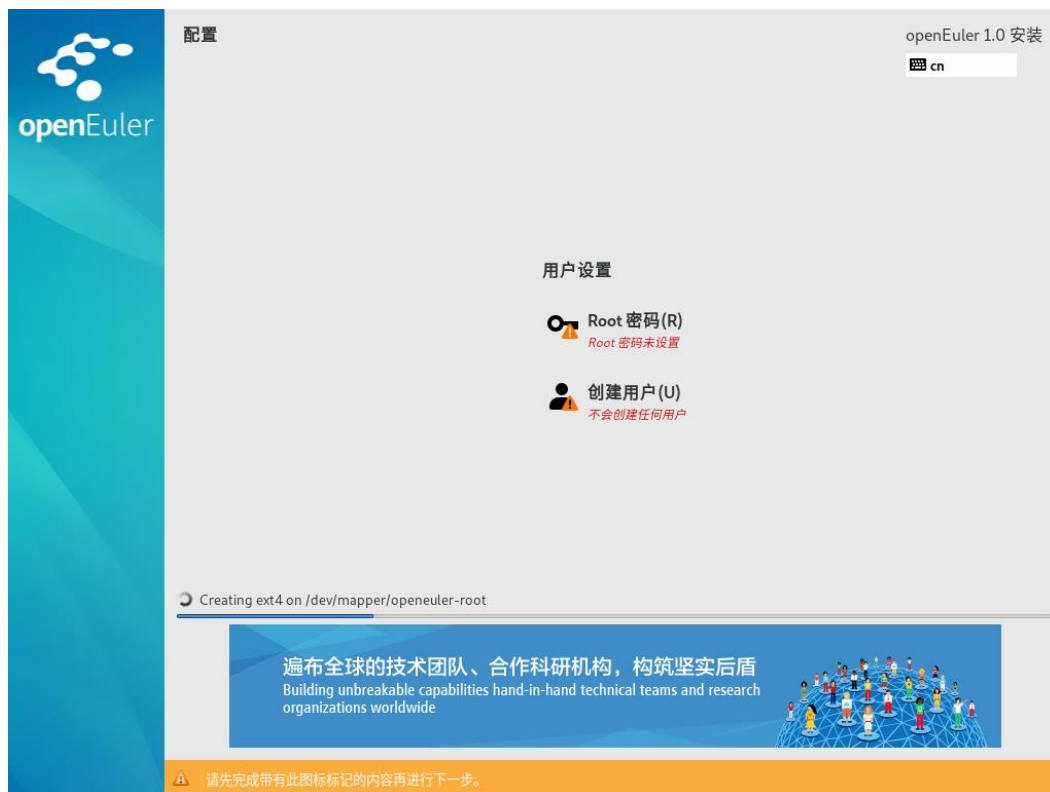 openEuler
配置
openEuler 1.0 安装
cn
用户设置
Root 密码(R)
Root 密码未设置
创建用户(U)
不会创建任何用户
Creating ext4 on /dev/mapper/openeuler-root
遍布全球的技术团队、合作科研机构，构筑坚实后盾
Building unbreakable capabilities hand-in-hand technical teams and research
organizations worldwide
请先完成带有此图标标记的内容再进行下一步。